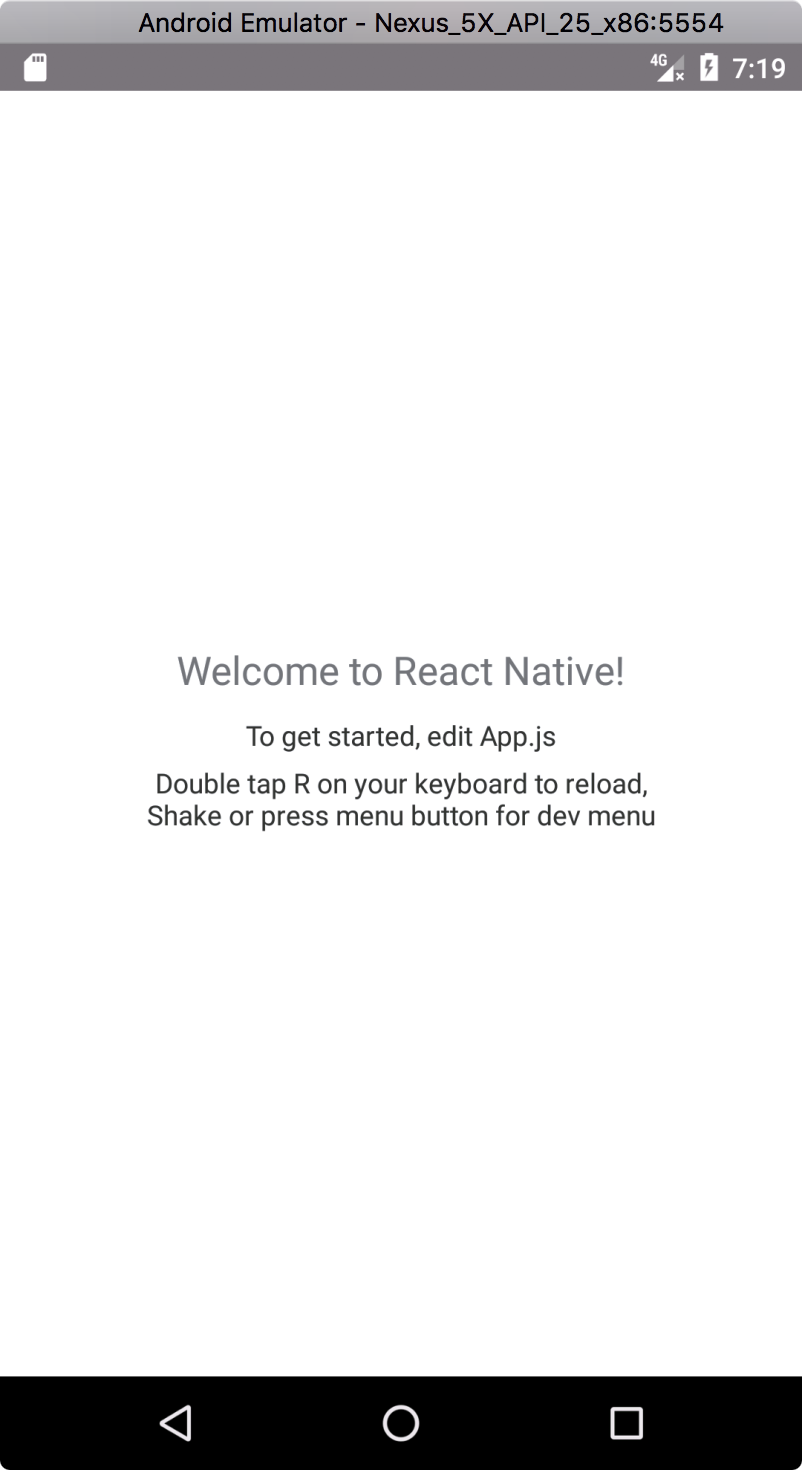 Android Emulator - Nexus_5X_API_25_x86:5554
4G 7:19
Welcome to React Native!
To get started, edit App.js
Double tap R on your keyboard to reload,
Shake or press menu button for dev menu